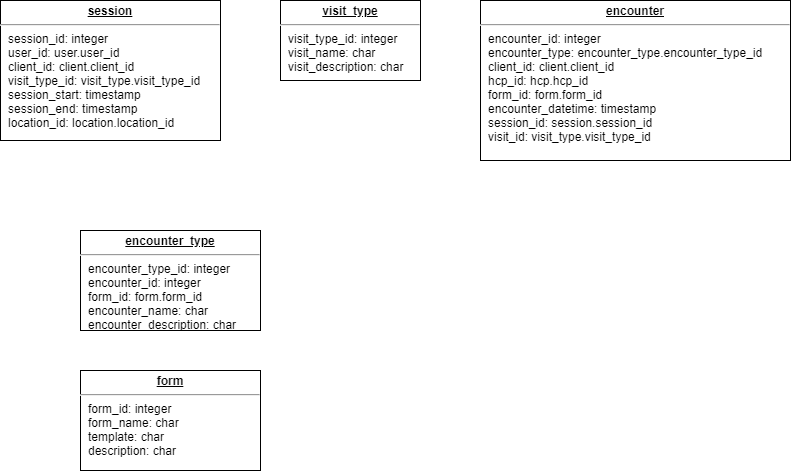 session
session_id: integer
user_id: user.user_id
client_id: client.client_id
visit_type_id: visit_type.visit_type_id
session_start: timestamp
session_end: timestamp
location_id: location.location_id
visit_type
visit_type_id: integer
visit_name: char
visit_description: char
encounter
encounter_id: integer
encounter_type: encounter_type.encounter_type_id
client_id: client.client_id
hcp_id: hcp.hcp_id
form_id: form.form_id
encounter_datetime: timestamp
session_id: session.session_id
visit_id: visit_type.visit_type_id
encounter_type
encounter_type_id: integer
encounter_id: integer
form_id: form.form_id
encounter_name: char
encounter_description: char
form
form_id: integer
form_name: char
template: char
description: char